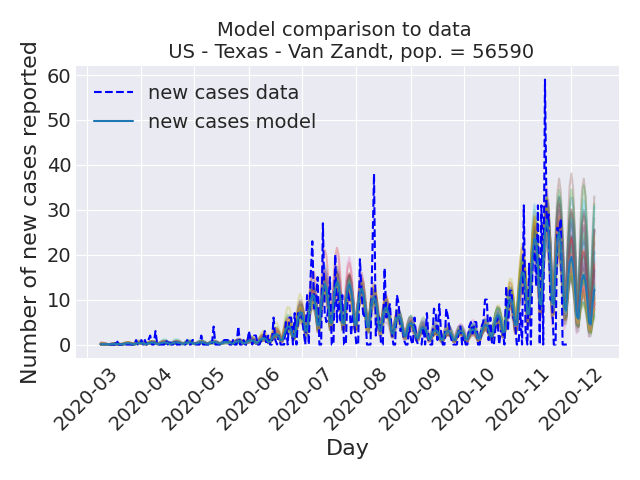 Model comparison to data
US - Texas - Van Zandt, pop. = 56590
Number of new cases reported
60
50
40
30
20
10
0
new cases data
new cases model
2020-03
2020-04
2020-05
2020-06
2020-07
2020-08
2020-09
2020-10
2020-11
2020-12
Day